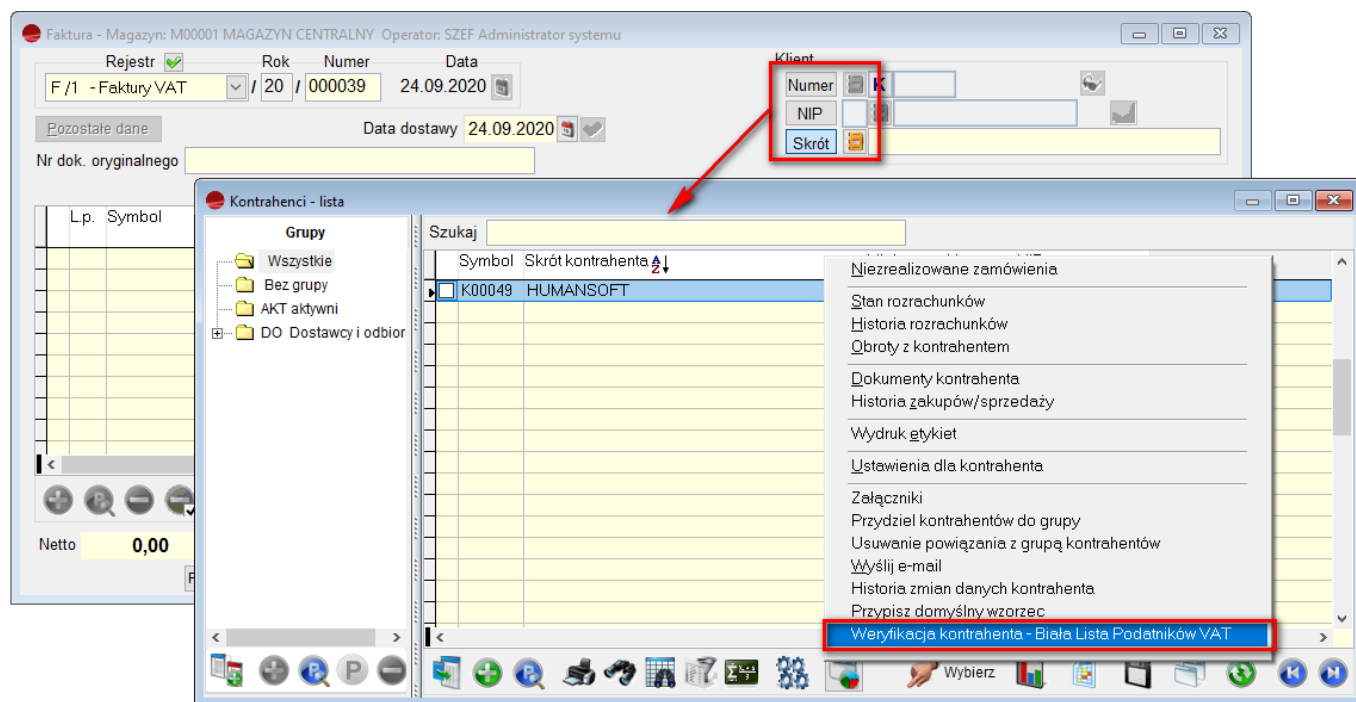 Faktura - Magazyn: M00001 MAGAZYN CENTRALNY Operator: SZEF Administrator systemu
Rejestr Rok Numer Data Klient
F /1 - Faktury VAT / 20 / 000039 24.09.2020 Numer K
NIP
Pozostałe dane Data dostawy 24.09.2020 Skrót
Nr dok. oryginalnego
L.p. Symbol
Netto 0,00
Kontrahenci - lista
Grupy
Wszystkie
Bez grupy
AKT aktywni
DO Dostawcy i odbior
Szukaj
Symbol Skrót kontrahenta
K00049 HUMANSOFT
Niezrealizowane zamówienia
Stan rozrachunków
Historia rozrachunków
Obroty z kontrahentem
Dokumenty kontrahenta
Historia zakupów/sprzedaży
Wydruk etykiet
Ustawienia dla kontrahenta
Załączniki
Przydziel kontrahentów do grupy
Usuwanie powiązania z grupą kontrahentów
Wyślij e-mail
Historia zmian danych kontrahenta
Przypisz domyślny wzorzec
Weryfikacja kontrahenta - Biała Lista Podatników VAT
Wybierz